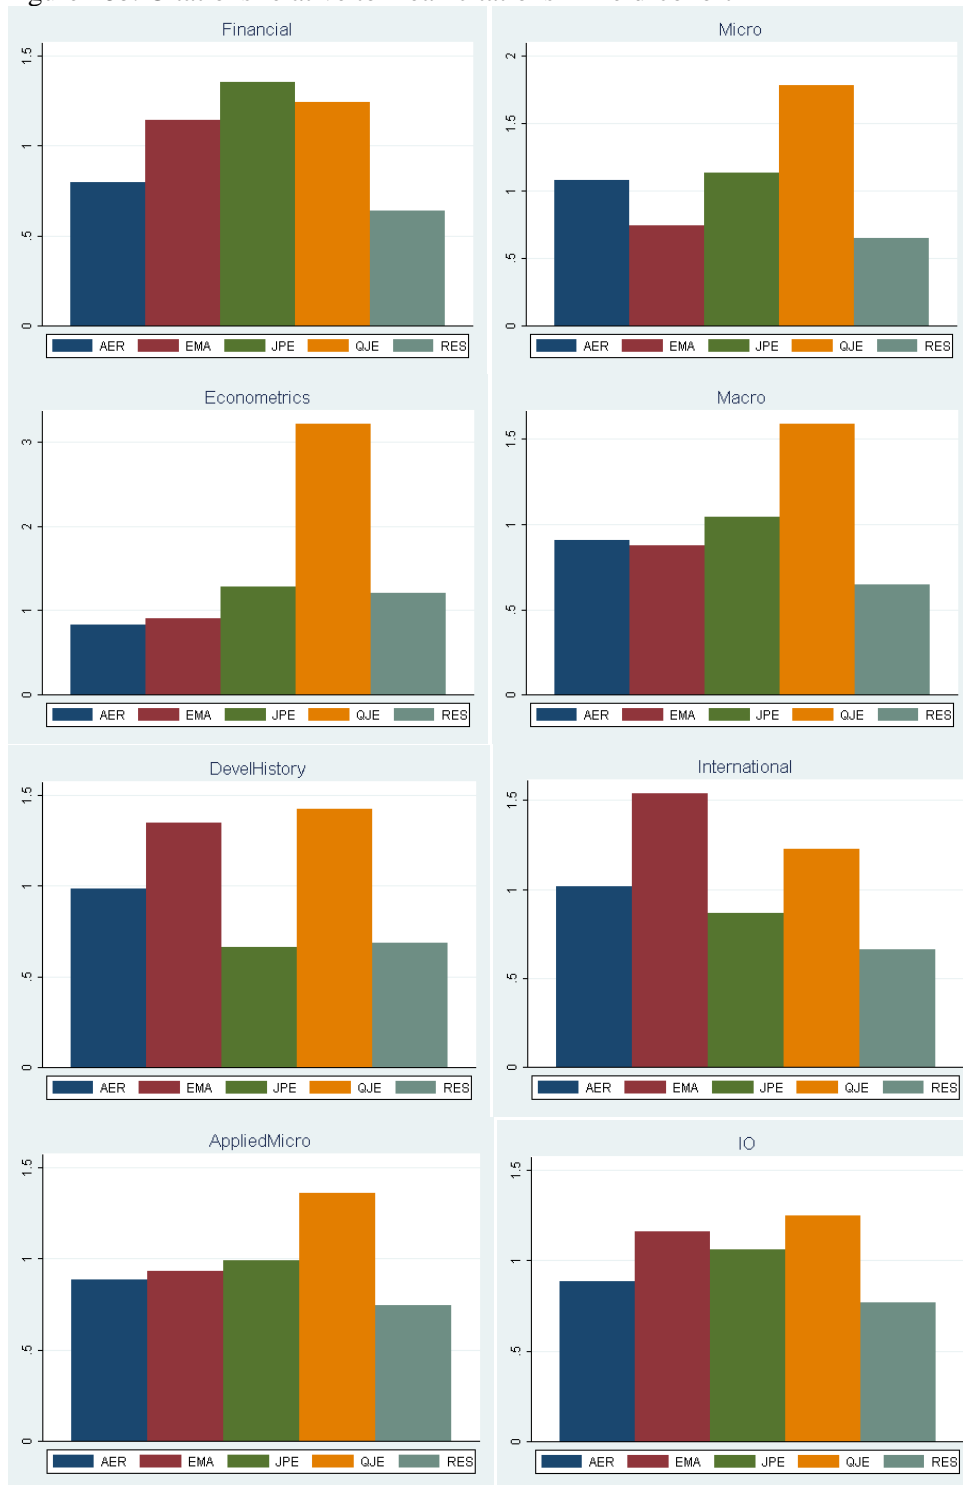 Financial
1.5
1
.5
0
AER EMA JPE QJE RES
Micro
2
1.5
1
.5
0
AER EMA JPE QJE RES
Econometrics
3
2
1
0
AER EMA JPE QJE RES
Macro
1.5
1
.5
0
AER EMA JPE QJE RES
DevelHistory
1.5
1
.5
0
AER EMA JPE QJE RES
International
1.5
1
.5
0
AER EMA JPE QJE RES
AppliedMicro
1.5
1
.5
0
AER EMA JPE QJE RES
IO
1.5
1
.5
0
AER EMA JPE QJE RES